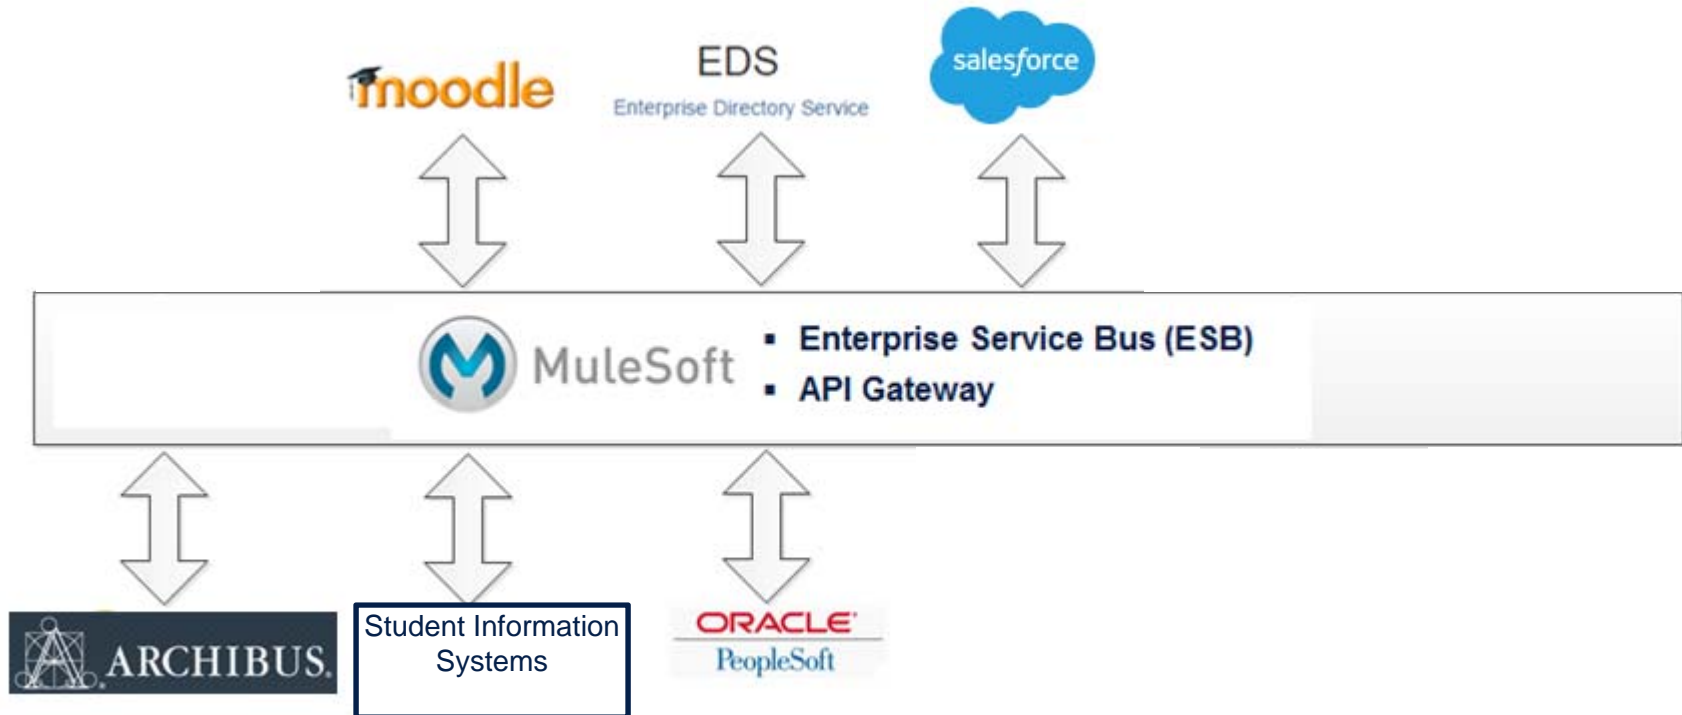 moodle
EDS
Enterprise Directory Service
salesforce
MuleSoft
▪ Enterprise Service Bus (ESB)
▪ API Gateway
ARCHIBUS.
Student Information
Systems
ORACLE®
PeopleSoft